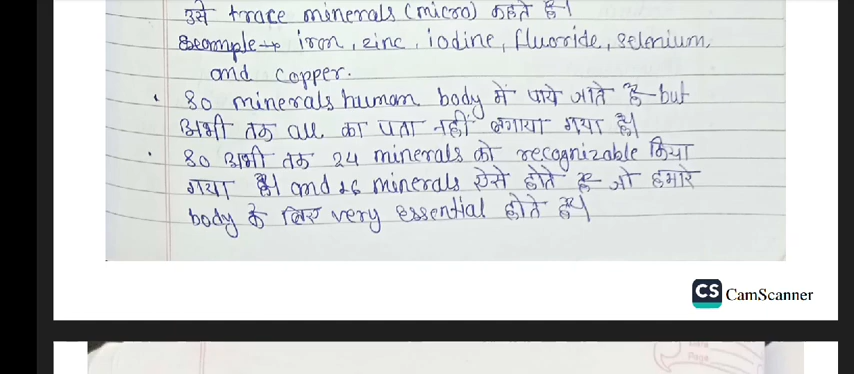 उसे trace minerals (micro) कहते है।
Example→ iron, zinc, iodine, fluoride, selenium,
and copper.
• 80 minerals human body में पाये जाते है- but
अभी तक all का पता नहीं लगाया गया है।
• 80 अभी तक 24 minerals को recognizable किया
गया है। and 16 minerals ऐसे होते है- जो हमारे
body के लिए very essential होते है।
CS CamScanner
Page